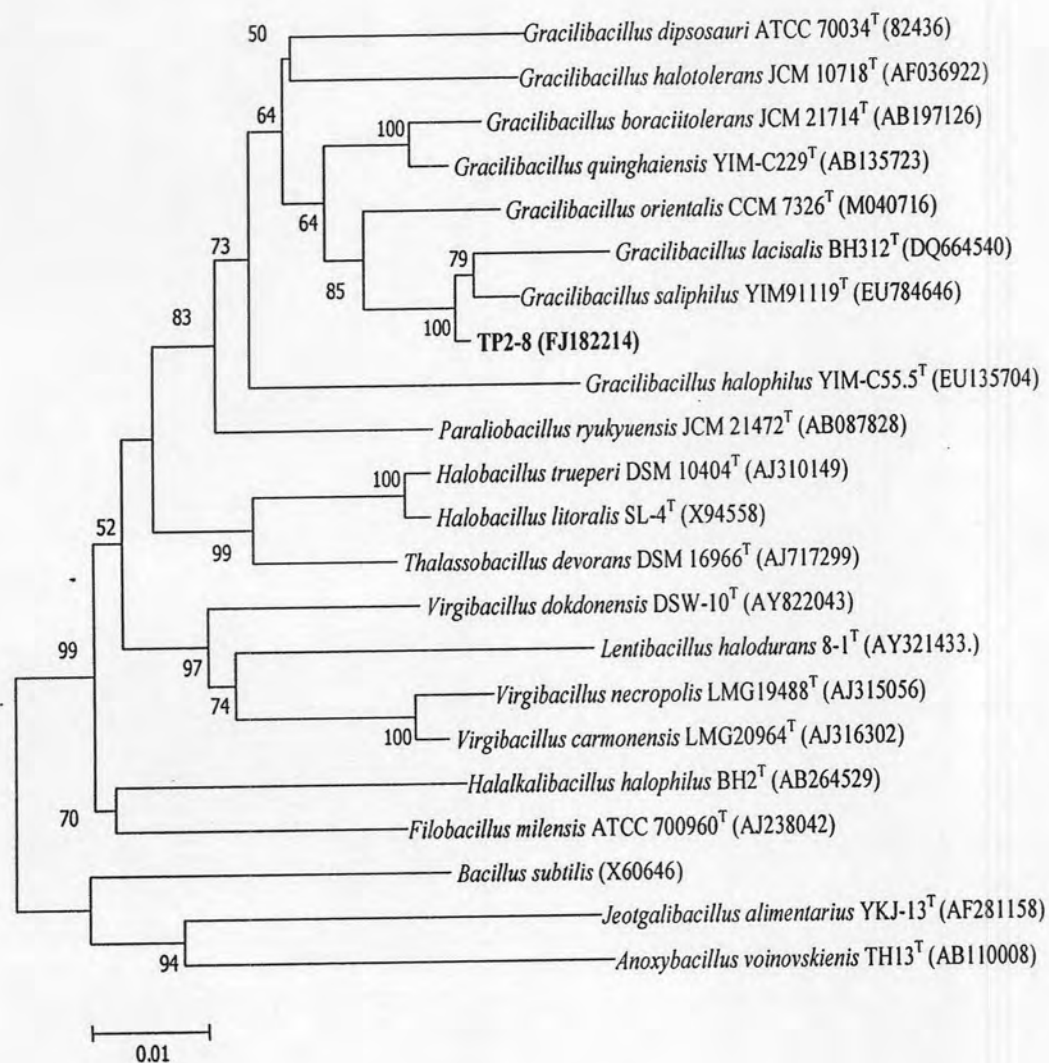 50
Gracilibacillus dipsosauri ATCC 70034T (82436)
Gracilibacillus halotolerans JCM 10718T (AF036922)
64
100
Gracilibacillus boraciitolerans JCM 21714T (AB197126)
Gracilibacillus quinghaiensis YIM-C229T (AB135723)
64
Gracilibacillus orientalis CCM 7326T (M040716)
73
79
Gracilibacillus lacisalis BH312T (DQ664540)
85
Gracilibacillus saliphilus YIM91119T (EU784646)
83
100
TP2-8 (FJ182214)
Gracilibacillus halophilus YIM-C55.5T (EU135704)
Paraliobacillus ryukyuensis JCM 21472T (AB087828)
100
Halobacillus trueperi DSM 10404T (AJ310149)
Halobacillus litoralis SL-4T (X94558)
52
99
Thalassobacillus devorans DSM 16966T (AJ717299)
Virgibacillus dokdonensis DSW-10T (AY822043)
99
97
Lentibacillus halodurans 8-1T (AY321433.)
74
Virgibacillus necropolis LMG19488T (AJ315056)
100
Virgibacillus carmonensis LMG20964T (AJ316302)
Halalkalibacillus halophilus BH2T (AB264529)
70
Filobacillus milensis ATCC 700960T (AJ238042)
Bacillus subtilis (X60646)
Jeotgalibacillus alimentarius YKJ-13T (AF281158)
94
Anoxybacillus voinovskienis TH13T (AB110008)
0.01